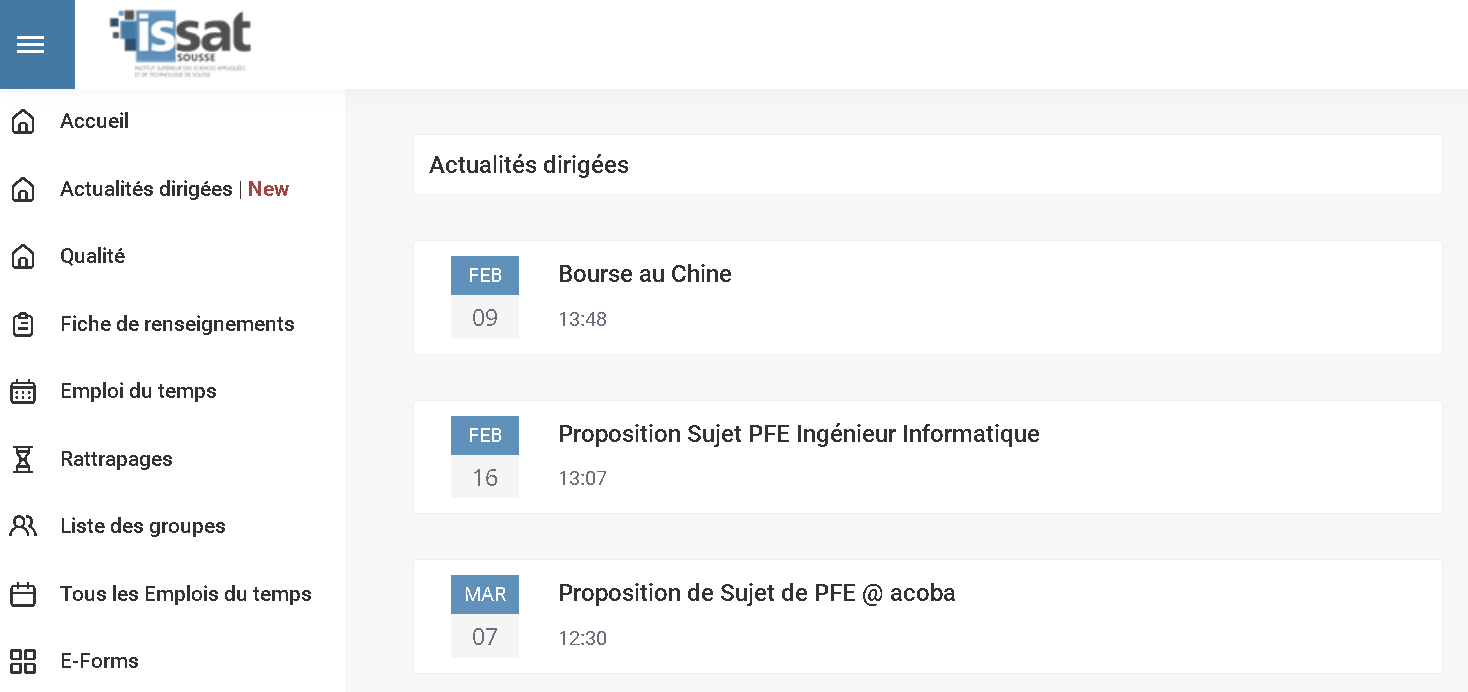 issat
SOUSSE
INSTITUT SUPÉRIEUR DES SCIENCES APPLIQUÉES
ET DE TECHNOLOGIE DE SOUSSE
Accueil
Actualités dirigées | New
Qualité
Fiche de renseignements
Emploi du temps
Rattrapages
Liste des groupes
Tous les Emplois du temps
E-Forms
Actualités dirigées
FEB
09
Bourse au Chine
13:48
FEB
16
Proposition Sujet PFE Ingénieur Informatique
13:07
MAR
07
Proposition de Sujet de PFE @ acoba
12:30